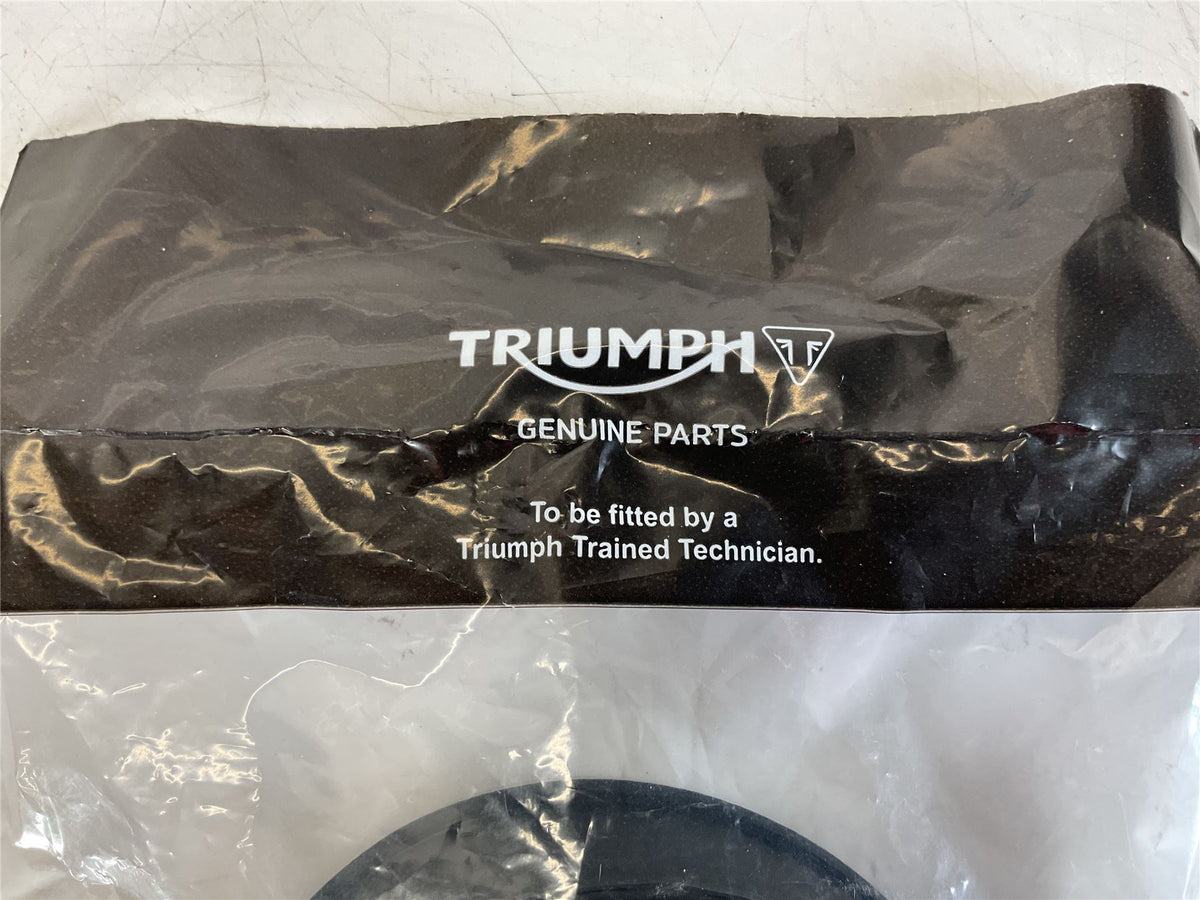 TRIUMPH
GENUINE PARTS
To be fitted by a
Triumph Trained Technician.